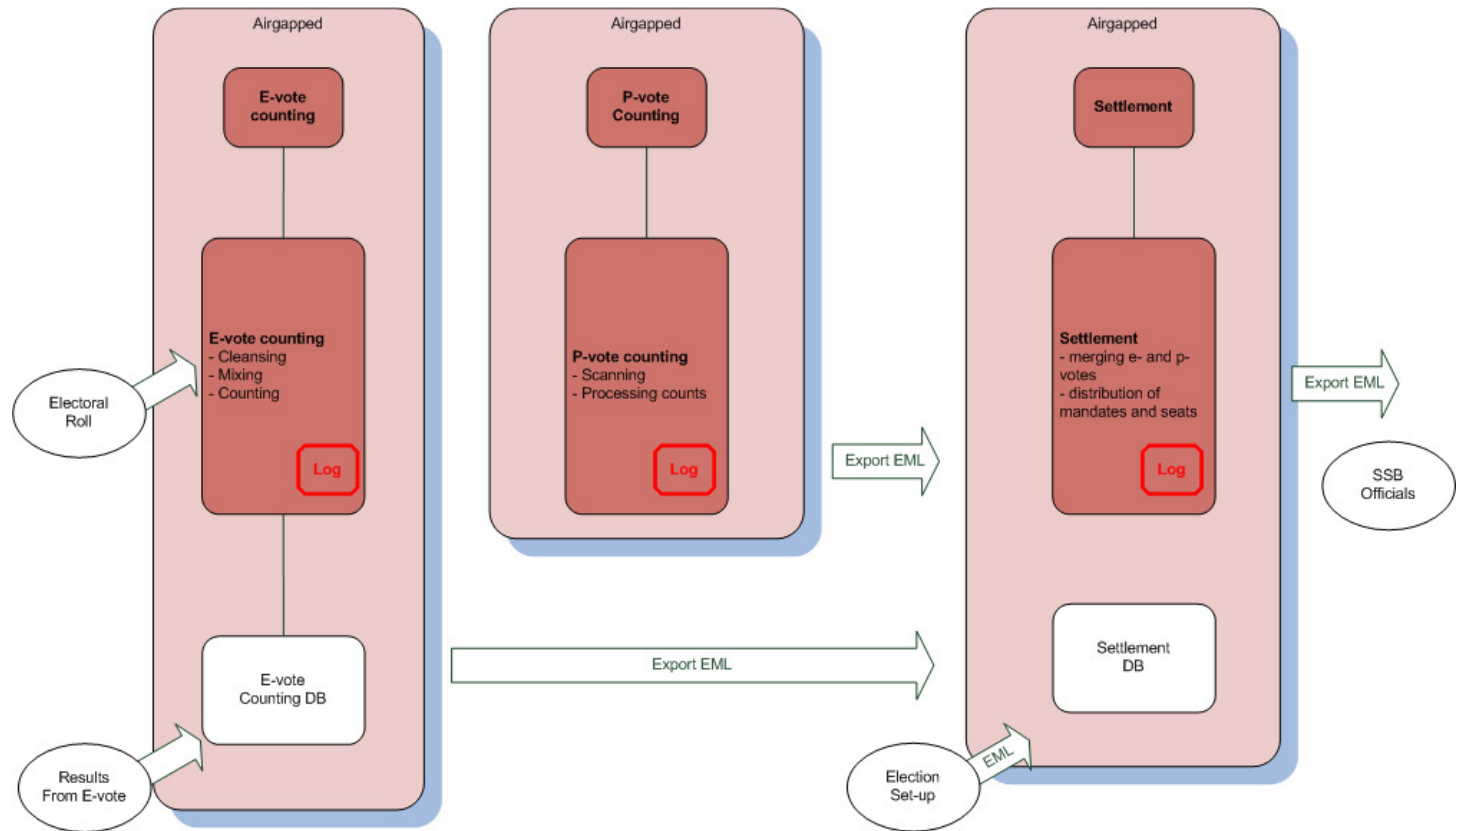 Airgapped
Airgapped
Airgapped
E-vote
counting
P-vote
Counting
Settlement
E-vote counting
- Cleansing
- Mixing
- Counting
Log
P-vote counting
- Scanning
- Processing counts
Log
Settlement
- merging e- and p-
votes
- distribution of
mandates and seats
Log
Electoral
Roll
Export EML
Export EML
SSB
Officials
E-vote
Counting DB
Export EML
Settlement
DB
Results
From E-vote
Election
Set-up
EML